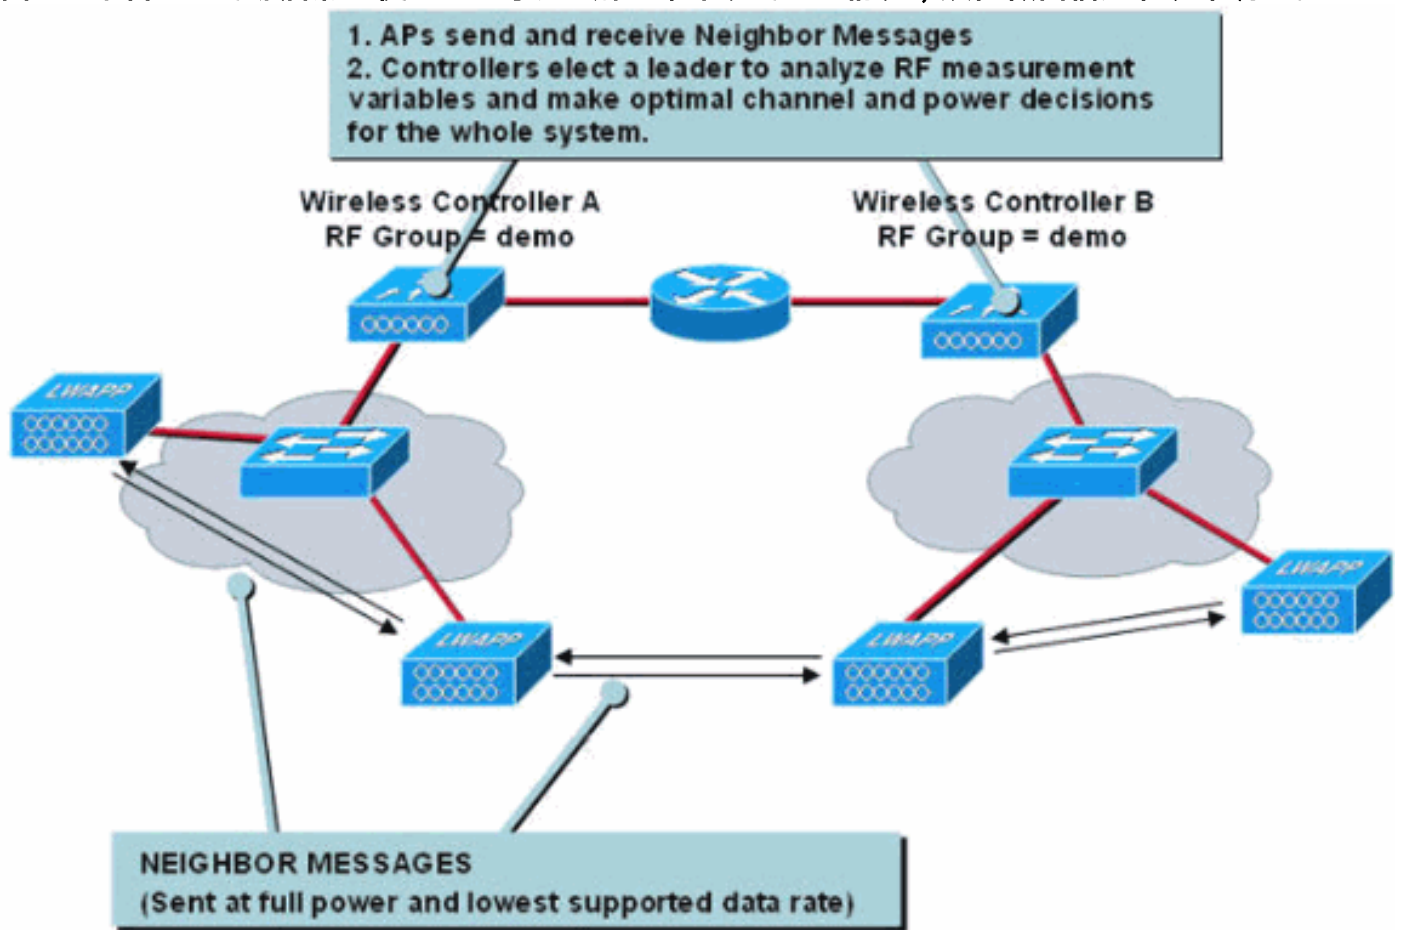 1. APs send and receive Neighbor Messages
2. Controllers elect a leader to analyze RF measurement
variables and make optimal channel and power decisions
for the whole system.
Wireless Controller A
RF Group = demo
Wireless Controller B
RF Group = demo
LWAPP
LWAPP
LWAPP
LWAPP
NEIGHBOR MESSAGES
(Sent at full power and lowest supported data rate)